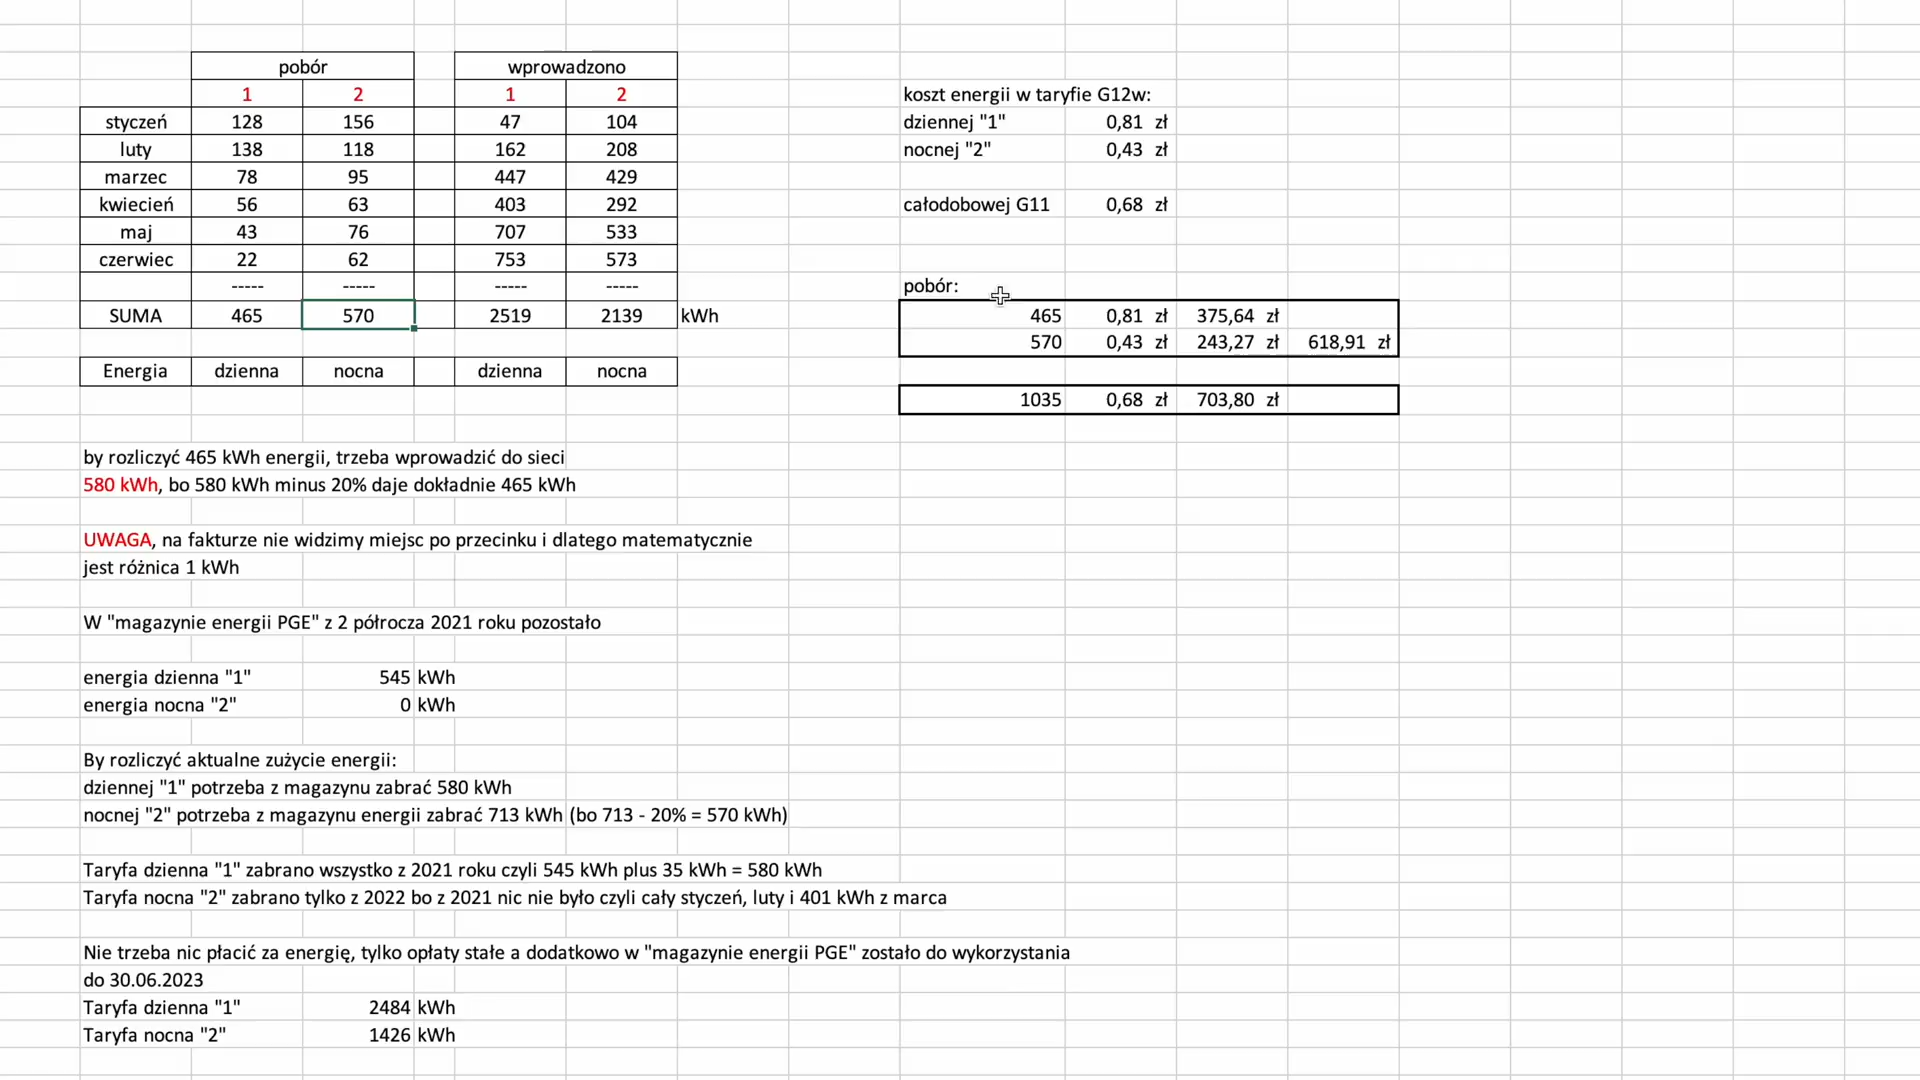 pobór wprowadzono
1 2 1 2
styczeń 128 156 47 104
luty 138 118 162 208
marzec 78 95 447 429
kwiecień 56 63 403 292
maj 43 76 707 533
czerwiec 22 62 753 573
----- ----- ----- -----
SUMA 465 570 2519 2139 kWh
Energia dzienna nocna dzienna nocna
koszt energii w taryfie G12w:
dziennej "1" 0,81 zł
nocnej "2" 0,43 zł
całodobowej G11 0,68 zł
pobór:
465 0,81 zł 375,64 zł
570 0,43 zł 243,27 zł 618,91 zł
1035 0,68 zł 703,80 zł
by rozliczyć 465 kWh energii, trzeba wprowadzić do sieci
580 kWh, bo 580 kWh minus 20% daje dokładnie 465 kWh
UWAGA, na fakturze nie widzimy miejsc po przecinku i dlatego matematycznie
jest różnica 1 kWh
W "magazynie energii PGE" z 2 półrocza 2021 roku pozostało
energia dzienna "1" 545 kWh
energia nocna "2" 0 kWh
By rozliczyć aktualne zużycie energii:
dziennej "1" potrzeba z magazynu zabrać 580 kWh
nocnej "2" potrzeba z magazynu energii zabrać 713 kWh (bo 713 - 20% = 570 kWh)
Taryfa dzienna "1" zabrano wszystko z 2021 roku czyli 545 kWh plus 35 kWh = 580 kWh
Taryfa nocna "2" zabrano tylko z 2022 bo z 2021 nic nie było czyli cały styczeń, luty i 401 kWh z marca
Nie trzeba nic płacić za energię, tylko opłaty stałe a dodatkowo w "magazynie energii PGE" zostało do wykorzystania
do 30.06.2023
Taryfa dzienna "1" 2484 kWh
Taryfa nocna "2" 1426 kWh